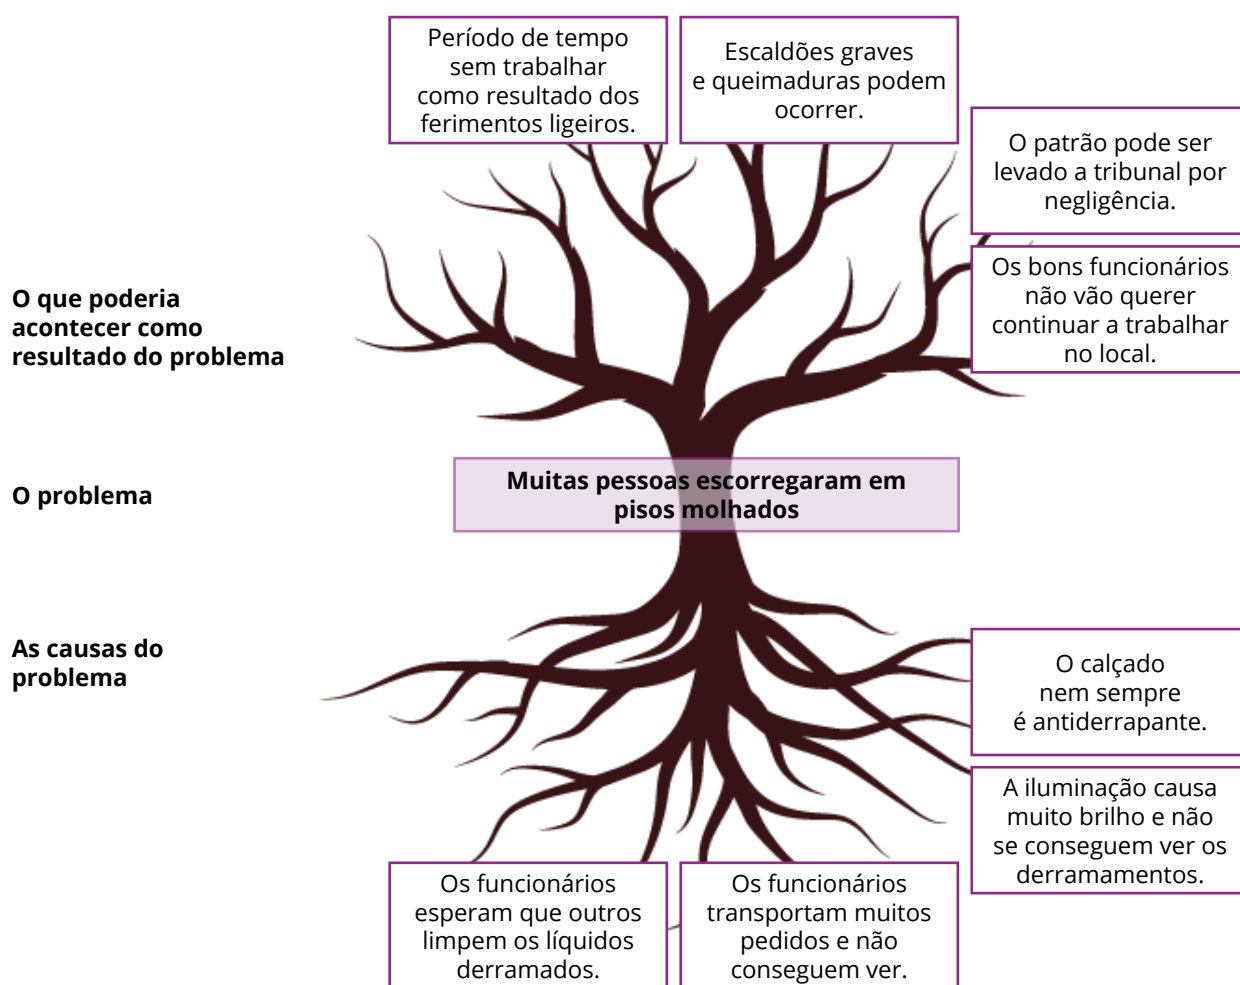 Período de tempo
sem trabalhar
como resultado dos
ferimentos ligeiros.
Escaldões graves
e queimaduras podem
ocorrer.
O patrão pode ser
levado a tribunal por
negligência.
Os bons funcionários
não vão querer
continuar a trabalhar
no local.
O que poderia
acontecer como
resultado do problema
O problema
Muitas pessoas escorregaram em
pisos molhados
As causas do
problema
O calçado
nem sempre
é antiderrapante.
A iluminação causa
muito brilho e não
se conseguem ver os
derramamentos.
Os funcionários
esperam que outros
limpem os líquidos
derramados.
Os funcionários
transportam muitos
pedidos e não
conseguem ver.